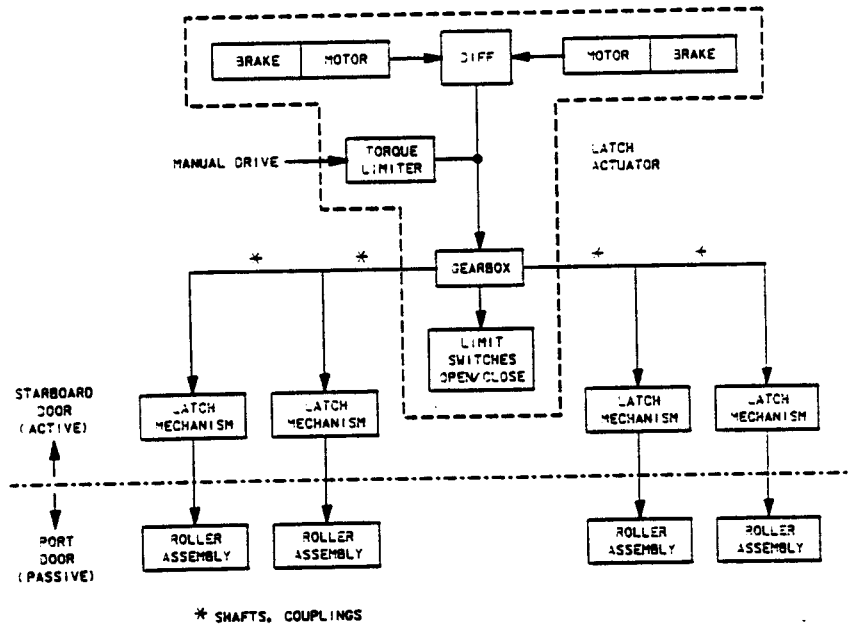 BRAKE MOTOR DIFF MOTOR BRAKE
MANUAL DRIVE
TORQUE
LIMITER
LATCH
ACTUATOR
* * * *
GEARBOX
LIMIT
SWITCHES
OPEN/CLOSE
STARBOARD
DOOR
(ACTIVE)
LATCH
MECHANISM
LATCH
MECHANISM
LATCH
MECHANISM
LATCH
MECHANISM
PORT
DOOR
(PASSIVE)
ROLLER
ASSEMBLY
ROLLER
ASSEMBLY
ROLLER
ASSEMBLY
ROLLER
ASSEMBLY
* SHAFTS, COUPLINGS